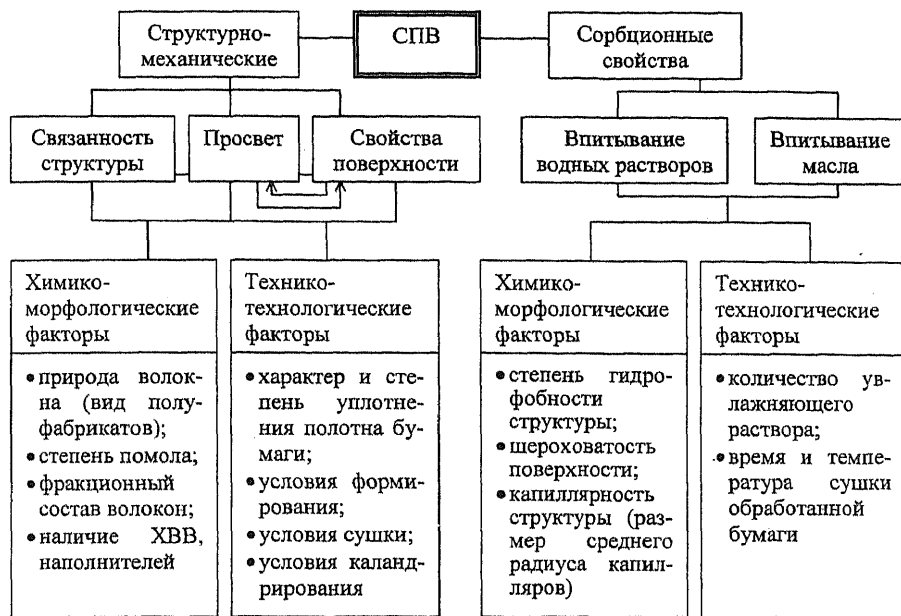 Структурно-
механические
СПВ
Сорбционные
свойства
Связанность
структуры
Просвет
Свойства
поверхности
Впитывание
водных растворов
Впитывание
масла
Химико-
морфологические
факторы
• природа волок-
на (вид полу-
фабрикатов);
• степень помола;
• фракционный
состав волокон;
• наличие ХВВ,
наполнителей
Технико-
технологические
факторы
• характер и сте-
пень уплотне-
ния полотна бу-
маги;
• условия форми-
рования;
• условия сушки;
• условия каланд-
рирования
Химико-
морфологические
факторы
• степень гидро-
фобности
структуры;
• шероховатость
поверхности;
• капиллярность
структуры (раз-
мер среднего
радиуса капил-
ляров)
Технико-
технологические
факторы
• количество ув-
лажняющего
раствора;
• время и темпе-
ратура сушки
обработанной
бумаги